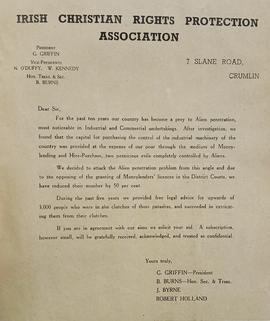 IRISH CHRISTIAN RIGHTS PROTECTION
ASSOCIATION
President
G. GRIFFIN
Vice-Presidents
N. O'DUFFY, W. KENNEDY
Hon. Treas. & Sec.
B. BURNS
7 SLANE ROAD,
CRUMLIN
Dear Sir,
For the past ten years our country has become a prey to Alien penetration,
most noticeable in Industrial and Commercial undertakings. After investigation, we
found that the capital for purchasing the control of the industrial machinery of the
country was provided at the expense of our poor through the medium of Money-
lending and Hire-Purchase, two pernicious evils completely controlled by Aliens.
We decided to attack the Alien penetration problem from this angle and due
to the opposing of the granting of Moneylenders' licences in the District Courts, we
have reduced their number by 50 per cent.
During the past five years we provided free legal advice for upwards of
3,000 people who were in the clutches of these parasites, and succeeded in extricat-
ing them from their clutches.
If you are in agreement with our aims we solicit your aid. A subscription,
however small, will be gratefully received, acknowledged, and treated as confidential.
Yours truly,
G. GRIFFIN—President
B. BURNS—Hon. Sec. & Treas.
J. BYRNE
ROBERT HOLLAND